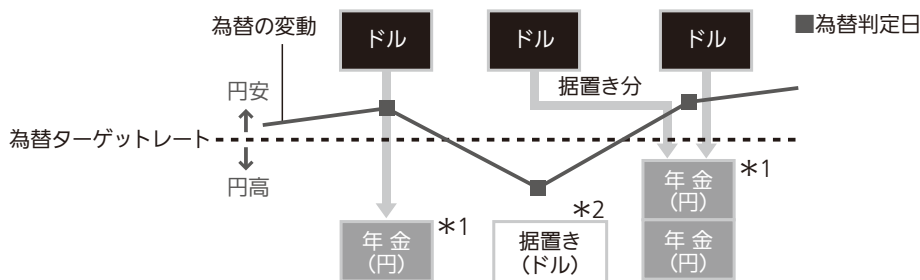 為替の変動
ドル
ドル
ドル
■為替判定日
円安
据置き分
為替ターゲットレート
円高
年金
(円)
*1
*2
据置き
(ドル)
年金
(円)
*1
年金
(円)